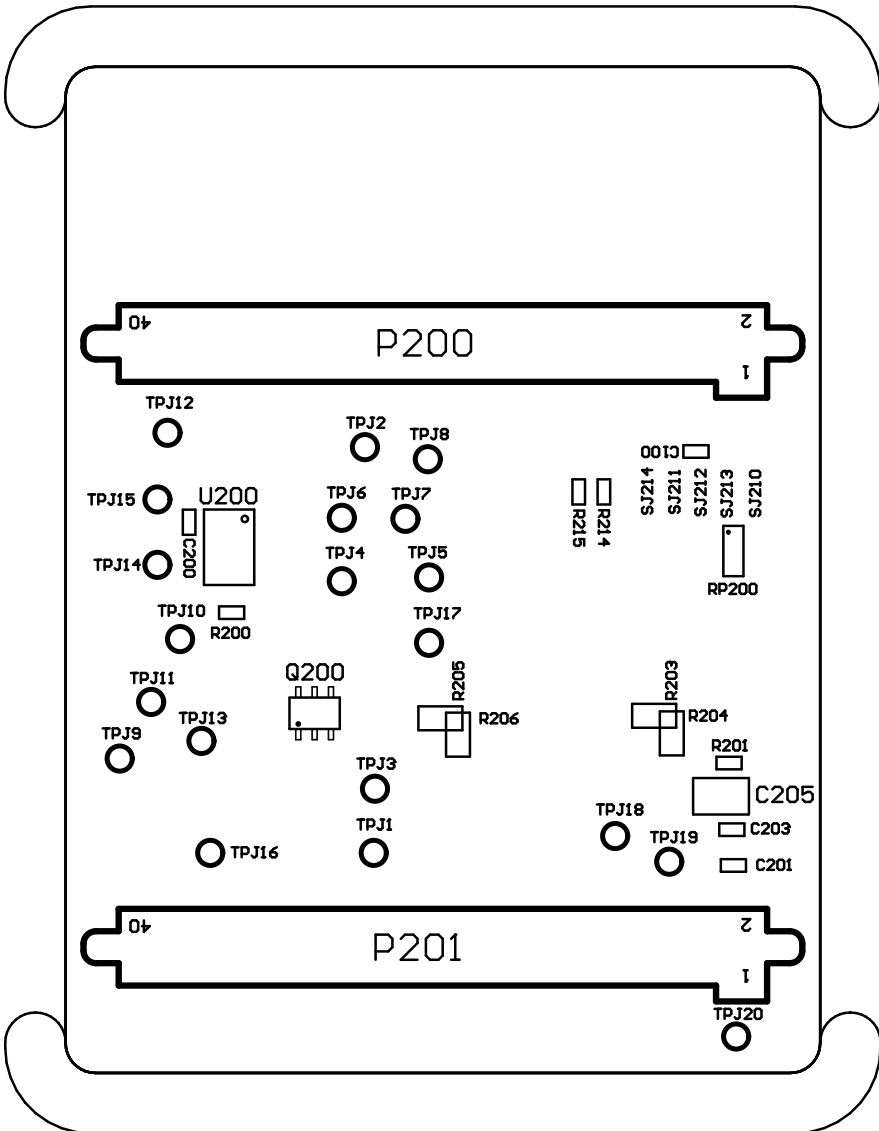 40
2
P200
1
TPJ12
TPJ2
TPJ8
C100
TPJ15
U200
TPJ6
TPJ7
SJ214
SJ211
SJ212
SJ213
SJ210
R215
R214
C200
TPJ14
TPJ4
TPJ5
RP200
TPJ10
R200
TPJ17
Q200
R205
R203
TPJ11
R206
R204
TPJ13
TPJ9
R201
TPJ3
C205
TPJ18
TPJ1
C203
TPJ16
TPJ19
C201
40
2
P201
1
TPJ20